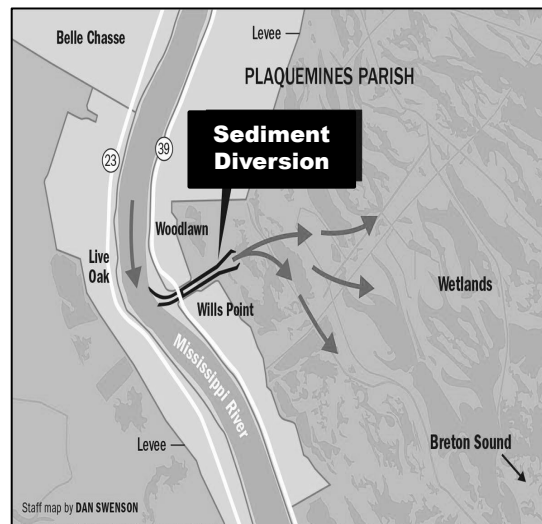 Belle Chasse
Levee
PLAQUEMINES PARISH
Sediment
Diversion
23
39
Woodlawn
Live
Oak
Wills Point
Wetlands
Mississippi River
Breton Sound
Levee
Staff map by DAN SWENSON